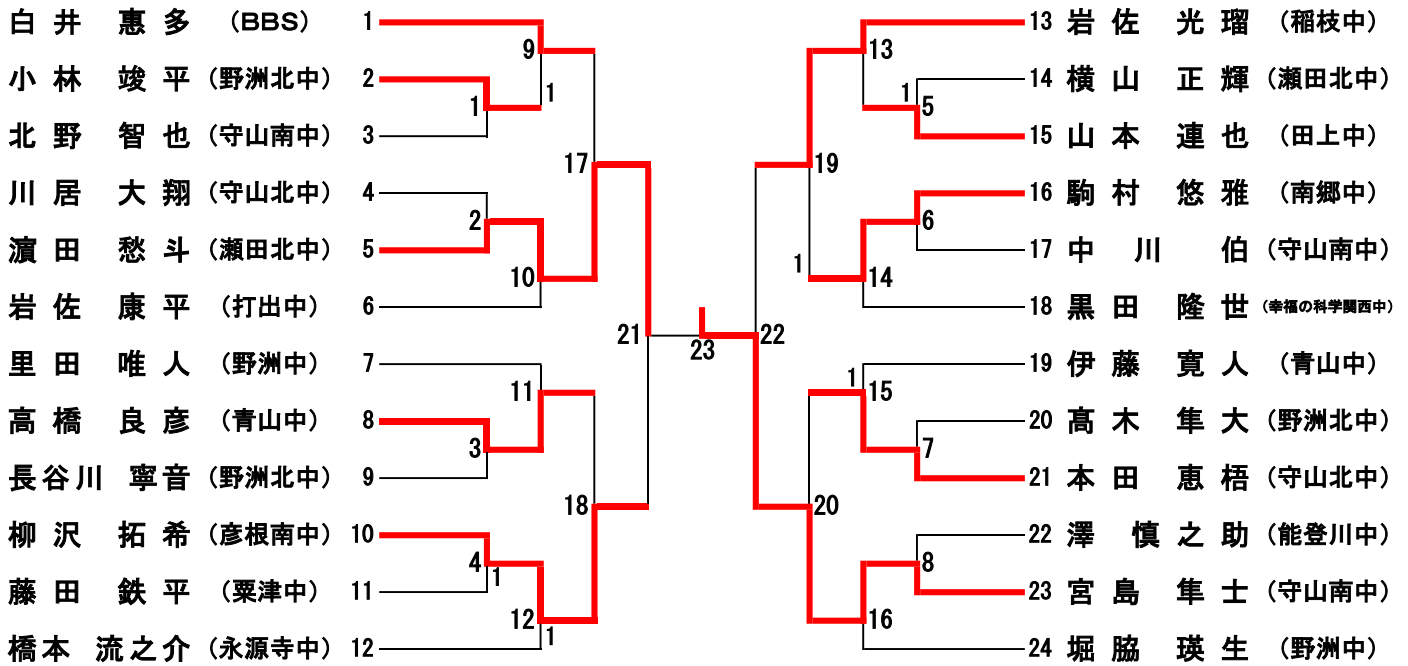 白井 惠多 (BBS) 1
小林 竣平 (野洲北中) 2
北野 智也 (守山南中) 3
川居 大翔 (守山北中) 4
濵田 愁斗 (瀬田北中) 5
岩佐 康平 (打出中) 6
里田 唯人 (野洲中) 7
高橋 良彦 (青山中) 8
長谷川 寧音 (野洲北中) 9
柳沢 拓希 (彦根南中) 10
藤田 鉄平 (粟津中) 11
橋本 流之介 (永源寺中) 12
9
1
1
17
2
10
21
11
3
18
4
1
12
1
23
13
1
5
19
6
1
14
22
1
15
7
20
8
16
13 岩佐 光瑠 (稲枝中)
14 横山 正輝 (瀬田北中)
15 山本 連也 (田上中)
16 駒村 悠雅 (南郷中)
17 中川 伯 (守山南中)
18 黒田 隆世 (幸福の科学関西中)
19 伊藤 寛人 (青山中)
20 髙木 隼大 (野洲北中)
21 本田 恵梧 (守山北中)
22 澤 慎之助 (能登川中)
23 宮島 隼士 (守山南中)
24 堀脇 瑛生 (野洲中)